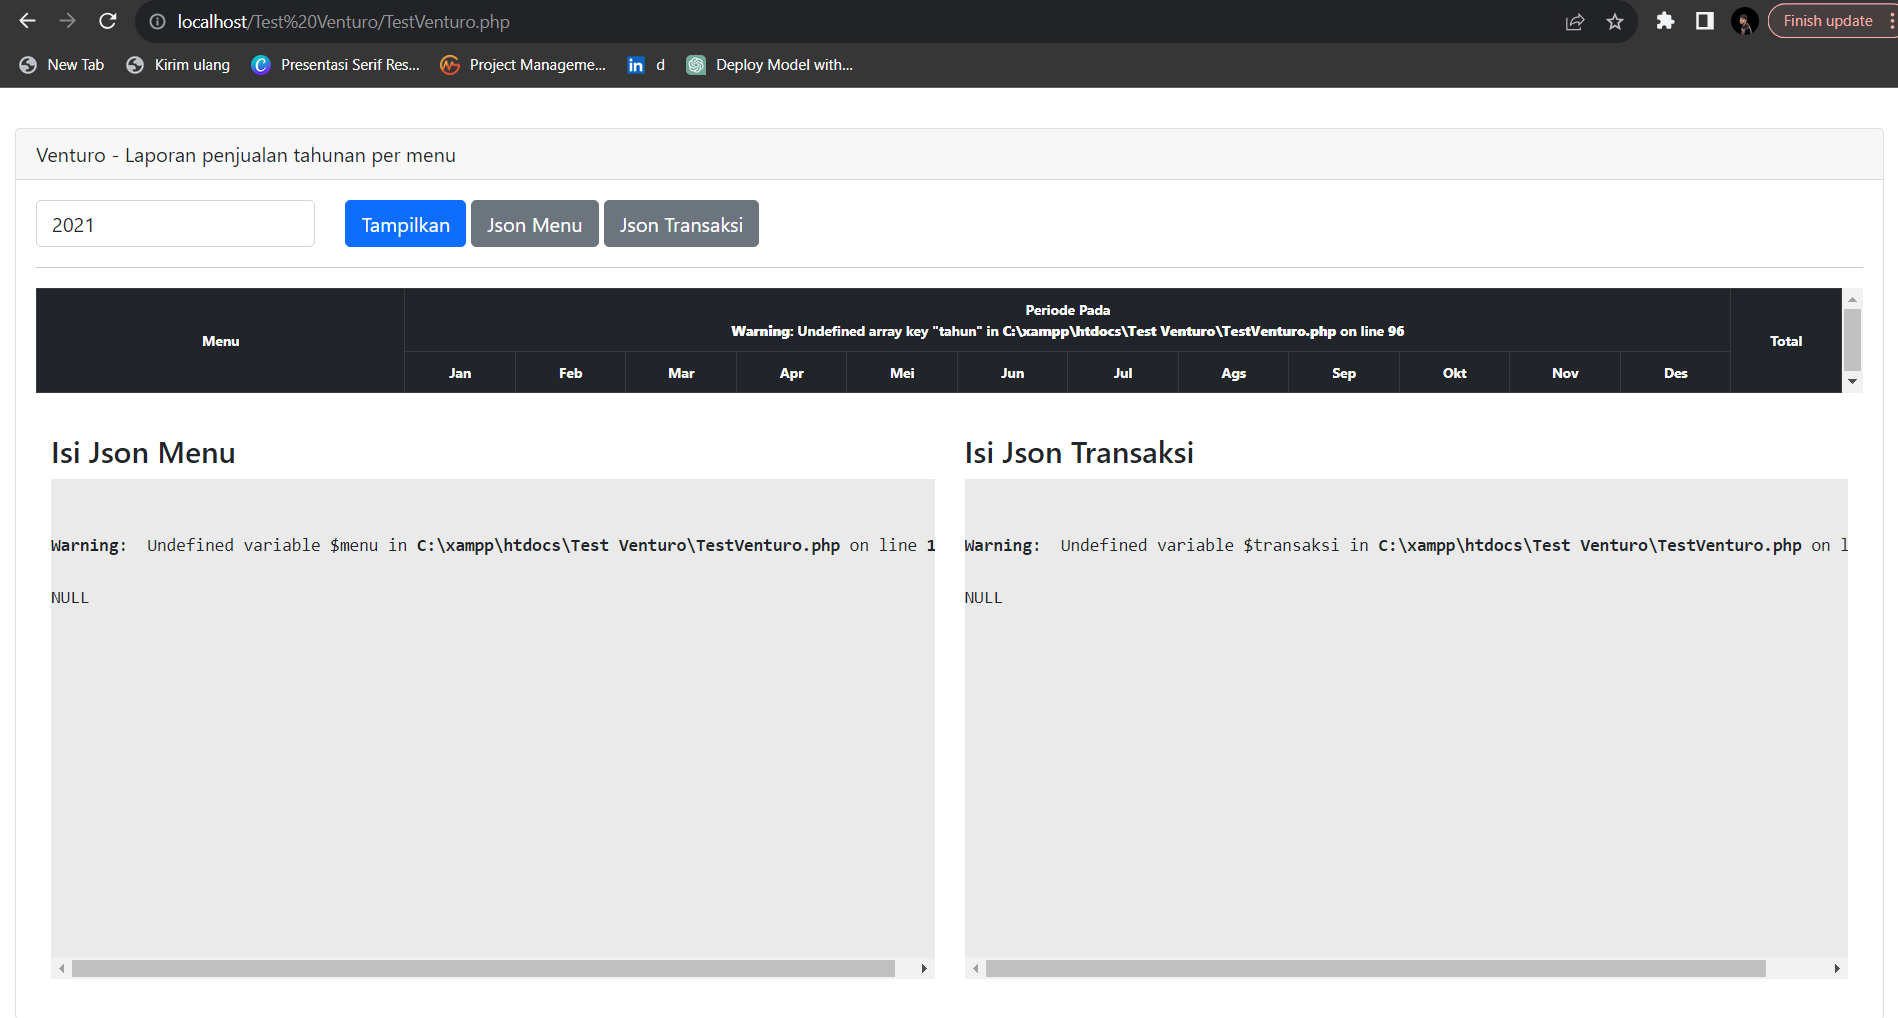 localhost/Test%20Venturo/TestVenturo.php
Finish update
New Tab
Kirim ulang
Presentasi Serif Res...
Project Manageme...
in d
Deploy Model with...
Venturo - Laporan penjualan tahunan per menu
2021
Tampilkan
Json Menu
Json Transaksi
Menu
Periode Pada
Warning: Undefined array key "tahun" in C:\xampp\htdocs\Test Venturo\TestVenturo.php on line 96
Total
Jan Feb Mar Apr Mei Jun Jul Ags Sep Okt Nov Des
Isi Json Menu
Warning:  Undefined variable $menu in C:\xampp\htdocs\Test Venturo\TestVenturo.php on line 1
NULL
Isi Json Transaksi
Warning:  Undefined variable $transaksi in C:\xampp\htdocs\Test Venturo\TestVenturo.php on l
NULL